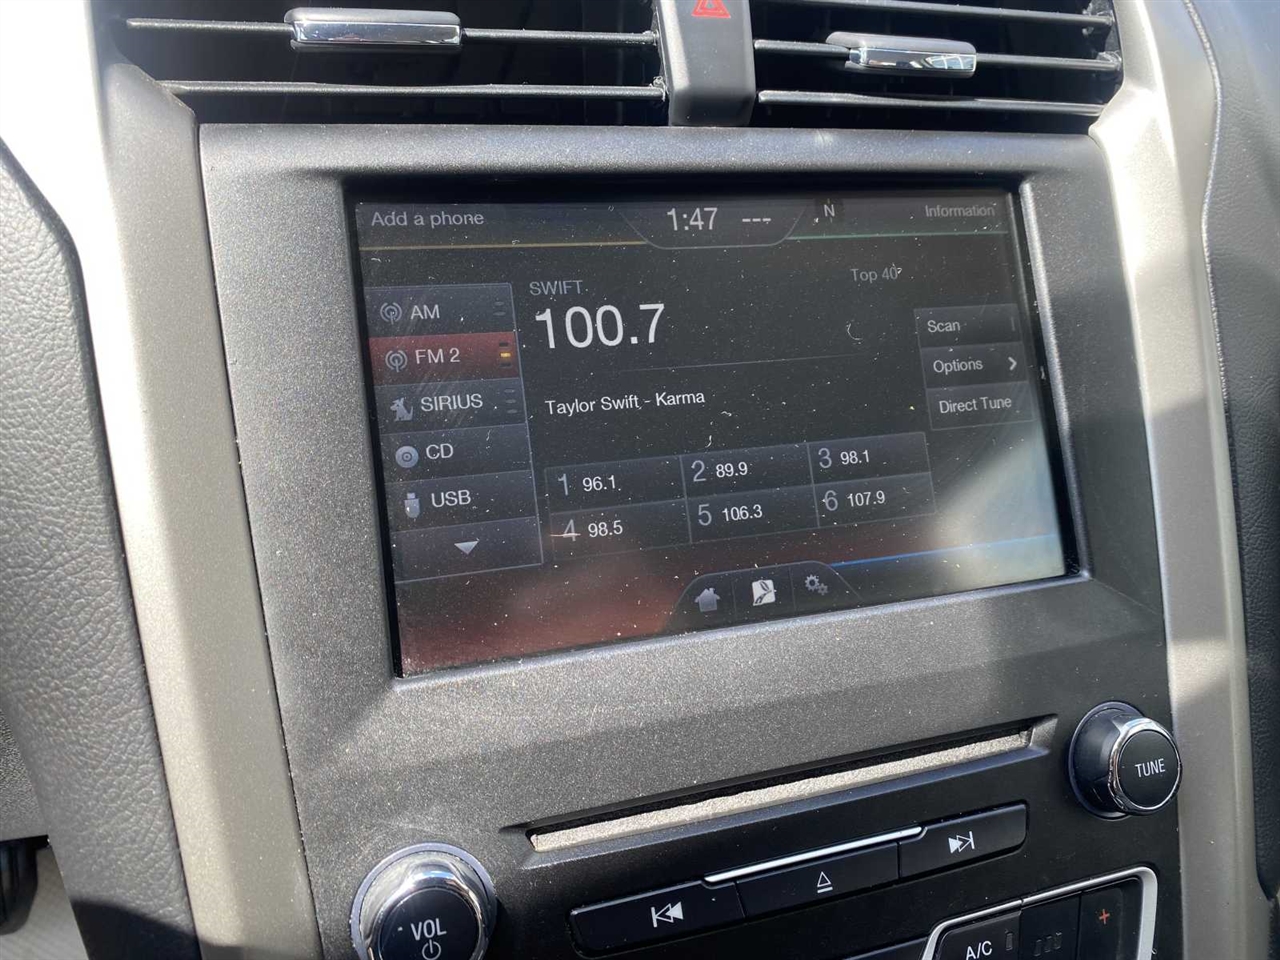 Add a phone
1:47 ---
N
Information
AM
FM 2
SIRIUS
CD
USB
SWIFT
100.7
Top 40
Taylor Swift - Karma
Scan
Options
Direct Tune
1 96.1
2 89.9
3 98.1
4 98.5
5 106.3
6 107.9
TUNE
VOL
A/C
+